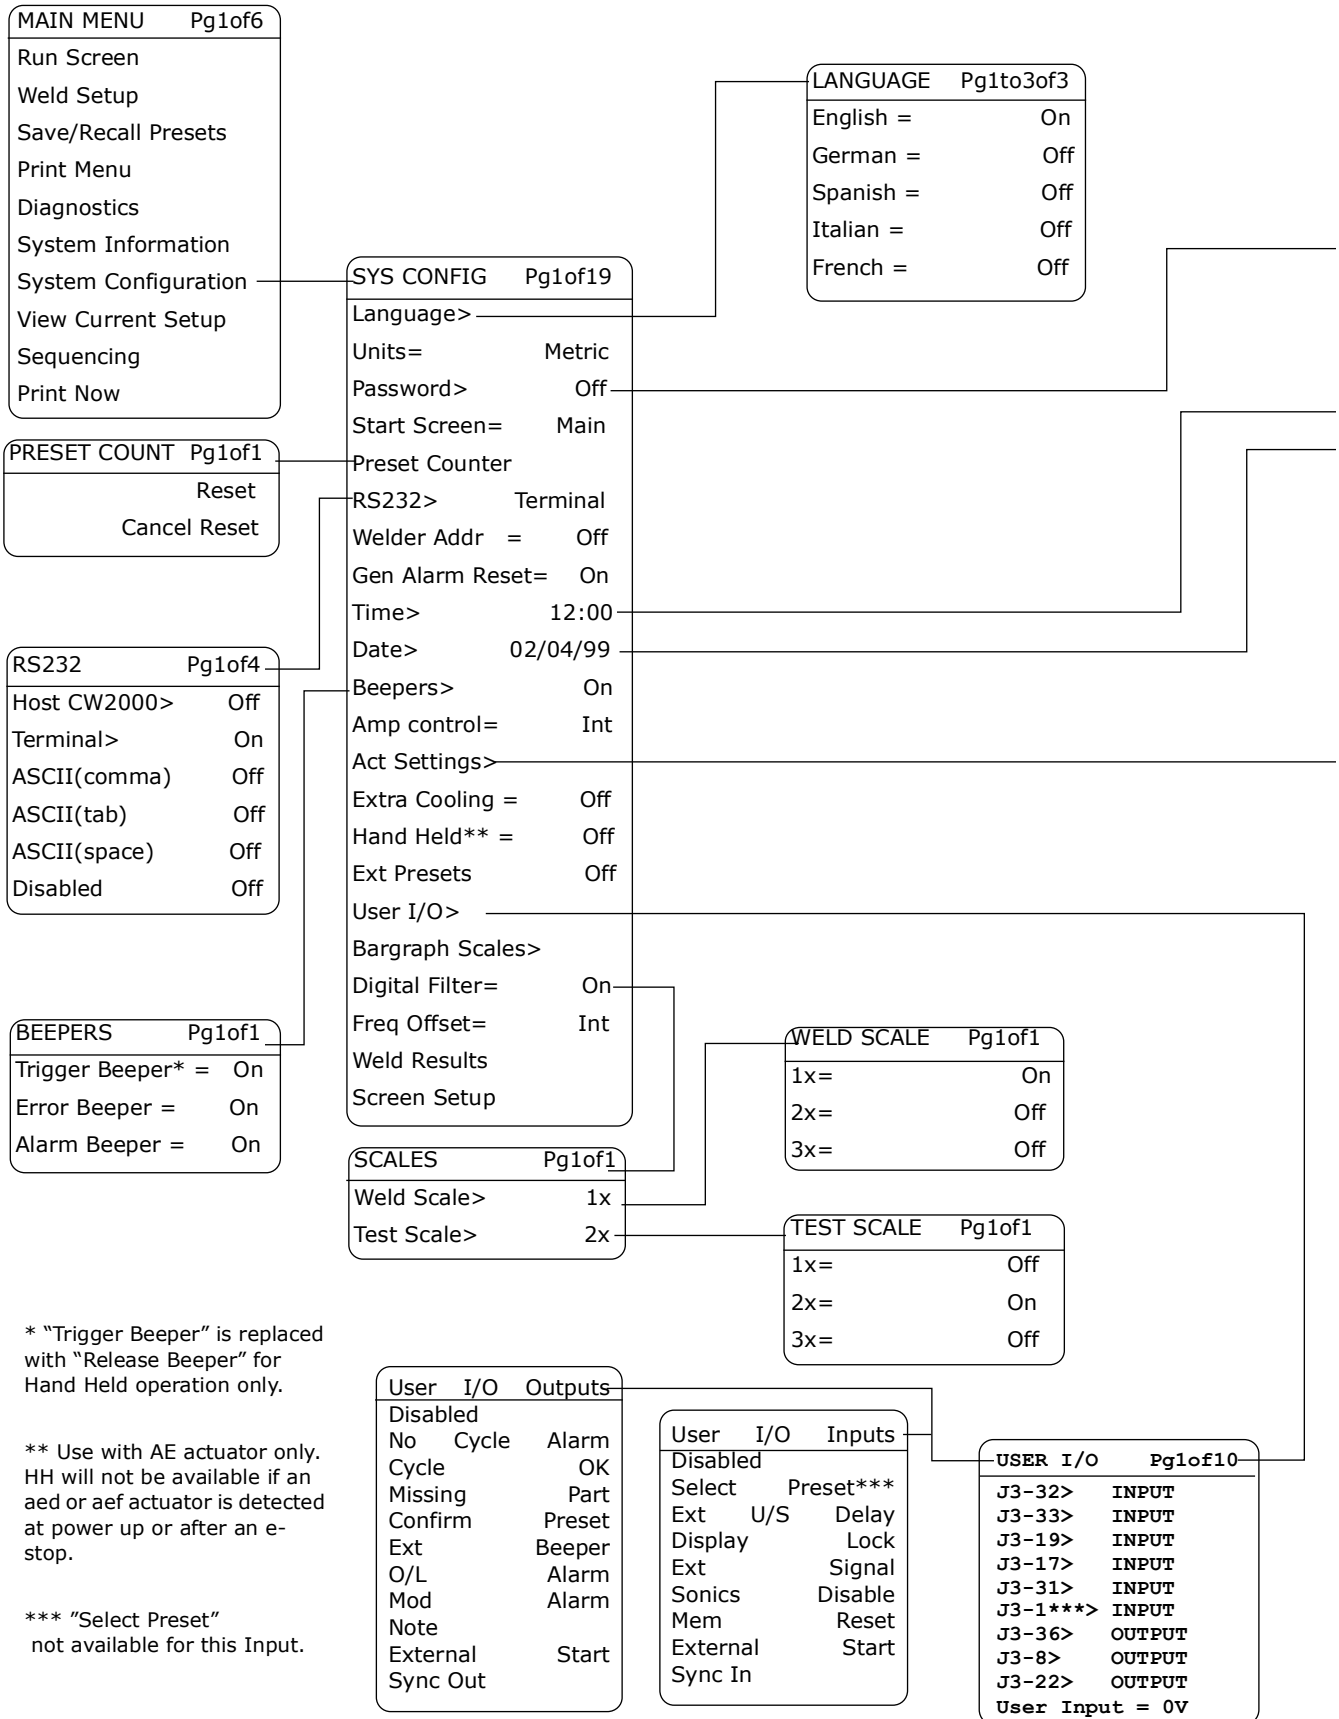 MAIN MENU Pg1of6
Run Screen
Weld Setup
Save/Recall Presets
Print Menu
Diagnostics
System Information
System Configuration
View Current Setup
Sequencing
Print Now
PRESET COUNT Pg1of1
Reset
Cancel Reset
RS232 Pg1of4
Host CW2000> Off
Terminal> On
ASCII(comma) Off
ASCII(tab) Off
ASCII(space) Off
Disabled Off
BEEPERS Pg1of1
Trigger Beeper* = On
Error Beeper = On
Alarm Beeper = On
SYS CONFIG Pg1of19
Language>
Units= Metric
Password> Off
Start Screen= Main
Preset Counter
RS232> Terminal
Welder Addr = Off
Gen Alarm Reset= On
Time> 12:00
Date> 02/04/99
Beepers> On
Amp control= Int
Act Settings>
Extra Cooling = Off
Hand Held** = Off
Ext Presets Off
User I/O>
Bargraph Scales>
Digital Filter= On
Freq Offset= Int
Weld Results
Screen Setup
LANGUAGE Pg1to3of3
English = On
German = Off
Spanish = Off
Italian = Off
French = Off
SCALES Pg1of1
Weld Scale> 1x
Test Scale> 2x
WELD SCALE Pg1of1
1x= On
2x= Off
3x= Off
TEST SCALE Pg1of1
1x= Off
2x= On
3x= Off
* “Trigger Beeper” is replaced
with “Release Beeper” for
Hand Held operation only.
** Use with AE actuator only.
HH will not be available if an
aed or aef actuator is detected
at power up or after an e-
stop.
*** ”Select Preset”
not available for this Input.
User I/O Outputs
Disabled
No Cycle Alarm
Cycle OK
Missing Part
Confirm Preset
Ext Beeper
O/L Alarm
Mod Alarm
Note
External Start
Sync Out
User I/O Inputs
Disabled
Select Preset***
Ext U/S Delay
Display Lock
Ext Signal
Sonics Disable
Mem Reset
External Start
Sync In
USER I/O Pg1of10
J3-32> INPUT
J3-33> INPUT
J3-19> INPUT
J3-17> INPUT
J3-31> INPUT
J3-1***> INPUT
J3-36> OUTPUT
J3-8> OUTPUT
J3-22> OUTPUT
User Input = 0V